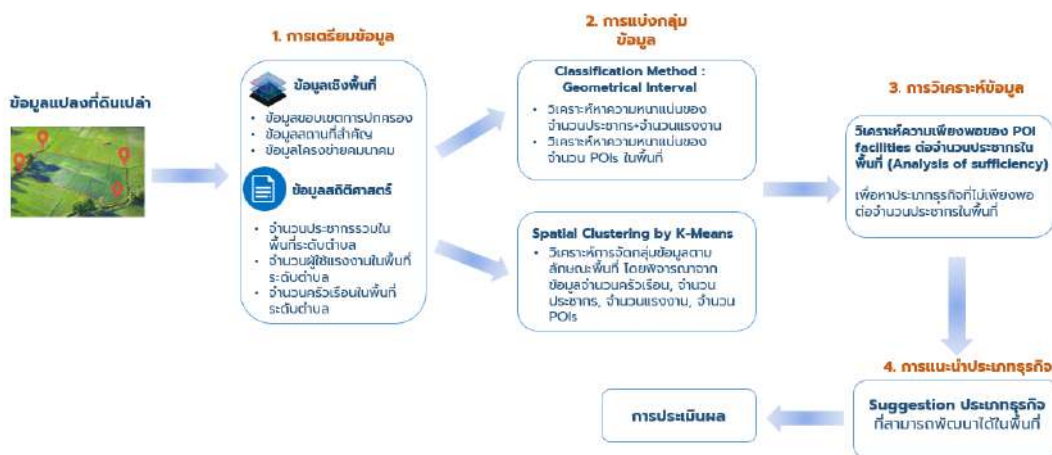 ข้อมูลแปลงที่ดินเปล่า
1. การเตรียมข้อมูล
ข้อมูลเชิงพื้นที่
• ข้อมูลขอบเขตการปกครอง
• ข้อมูลสถานที่สำคัญ
• ข้อมูลโครงข่ายคมนาคม
ข้อมูลสถิติศาสตร์
• จำนวนประชากรรวมใน
พื้นที่ระดับตำบล
• จำนวนผู้ใช้แรงงานในพื้นที่
ระดับตำบล
• จำนวนครัวเรือนในพื้นที่
ระดับตำบล
2. การแบ่งกลุ่ม
ข้อมูล
Classification Method :
Geometrical Interval
• วิเคราะห์หาความหนาแน่นของ
จำนวนประชากร+จำนวนแรงงาน
• วิเคราะห์หาความหนาแน่นของ
จำนวน POIs ในพื้นที่
Spatial Clustering by K-Means
• วิเคราะห์การจัดกลุ่มข้อมูลตาม
ลักษณะพื้นที่ โดยพิจารณาจาก
ข้อมูลจำนวนครัวเรือน, จำนวน
ประชากร, จำนวนแรงงาน, จำนวน
POIs
3. การวิเคราะห์ข้อมูล
วิเคราะห์ความเพียงพอของ POI
facilities ต่อจำนวนประชากรใน
พื้นที่ (Analysis of sufficiency)
เพื่อหาประเภทธุรกิจที่ไม่เพียงพอ
ต่อจำนวนประชากรในพื้นที่
4. การแนะนำประเภทธุรกิจ
Suggestion ประเภทธุรกิจ
ที่สามารถพัฒนาได้ในพื้นที่
การประเมินผล